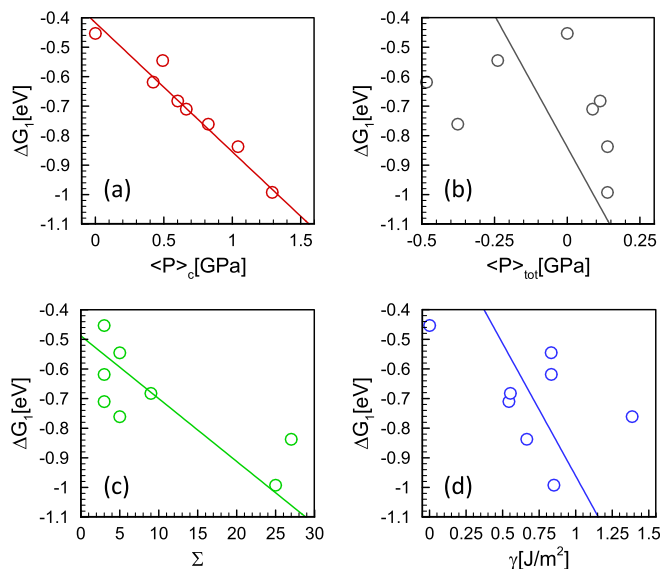 -0.4
-0.5
-0.6
-0.7
-0.8
-0.9
-1
-1.1
ΔG₁[eV]
(a)
0 0.5 1 1.5
<P>c[GPa]
-0.4
-0.5
-0.6
-0.7
-0.8
-0.9
-1
-1.1
ΔG₁[eV]
(b)
-0.5 -0.25 0 0.25
<P>tot[GPa]
-0.4
-0.5
-0.6
-0.7
-0.8
-0.9
-1
-1.1
ΔG₁[eV]
(c)
0 5 10 15 20 25 30
Σ
-0.4
-0.5
-0.6
-0.7
-0.8
-0.9
-1
-1.1
ΔG₁[eV]
(d)
0 0.25 0.5 0.75 1 1.25 1.5
γ[J/m²]